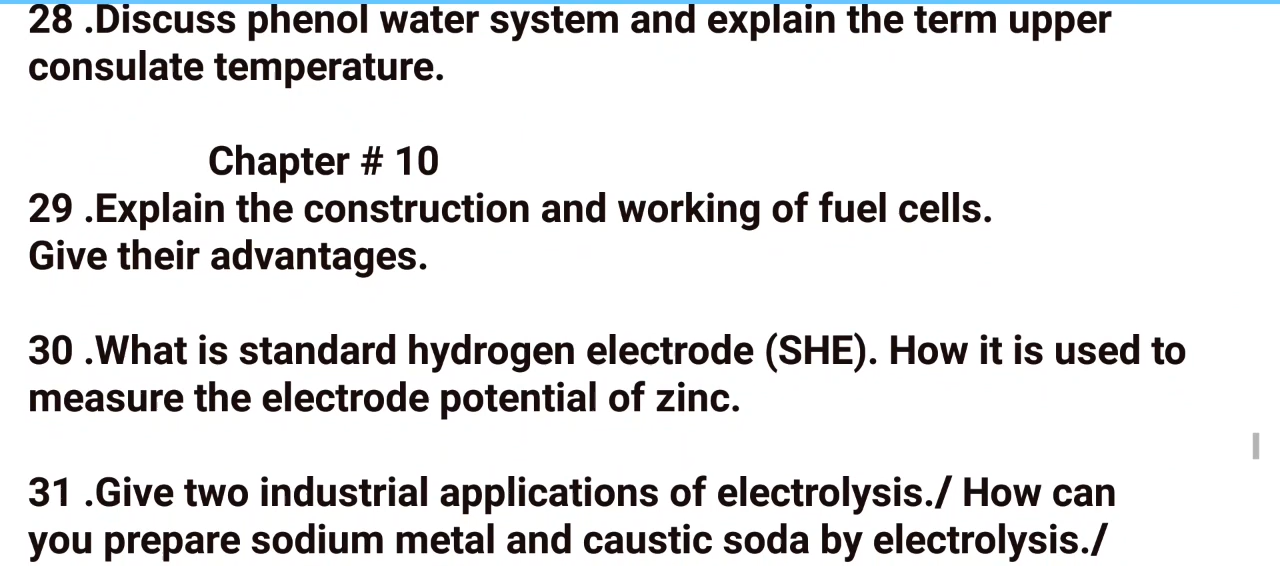 28 .Discuss phenol water system and explain the term upper
consulate temperature.
Chapter # 10
29 .Explain the construction and working of fuel cells.
Give their advantages.
30 .What is standard hydrogen electrode (SHE). How it is used to
measure the electrode potential of zinc.
31 .Give two industrial applications of electrolysis./ How can
you prepare sodium metal and caustic soda by electrolysis./